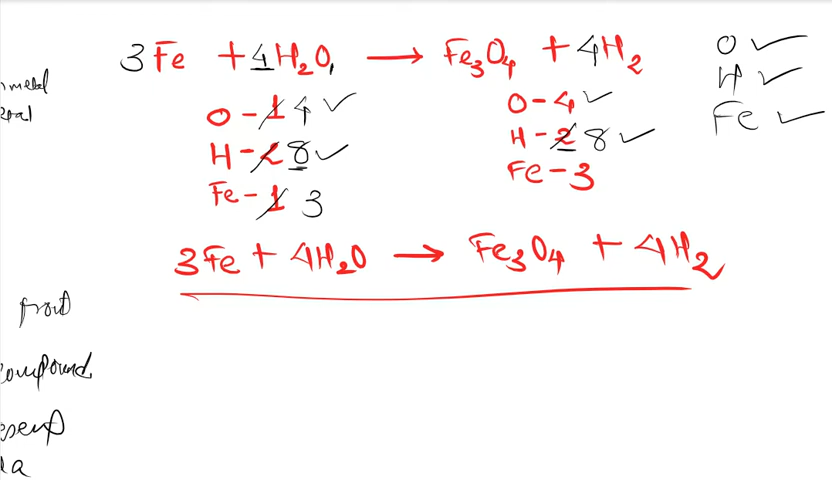 3Fe + 4H₂O → Fe₃O₄ + 4H₂
O - 1 4 ✓ O - 4 ✓
H - 2 8 ✓ H - 2 8 ✓
Fe - 1 3 Fe - 3
O ✓
H ✓
Fe ✓
3Fe + 4H₂O → Fe₃O₄ + 4H₂
front